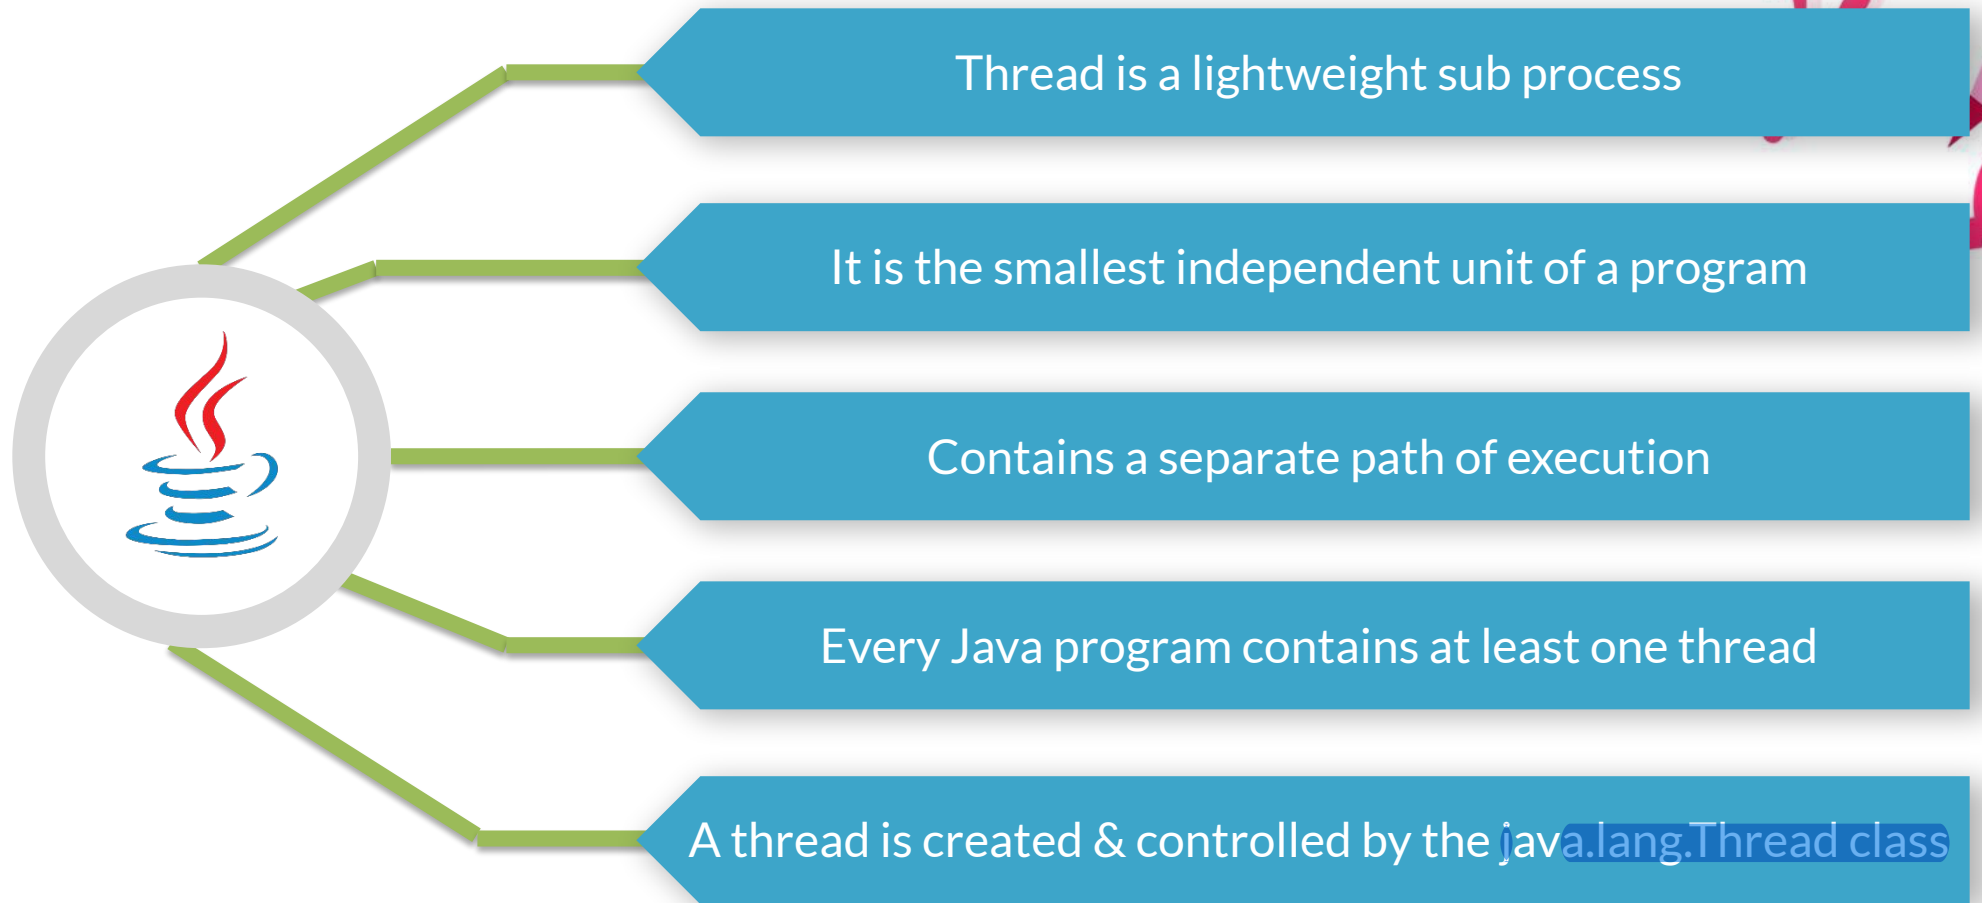 Thread is a lightweight sub process
It is the smallest independent unit of a program
Contains a separate path of execution
Every Java program contains at least one thread
A thread is created & controlled by the java.lang.Thread class